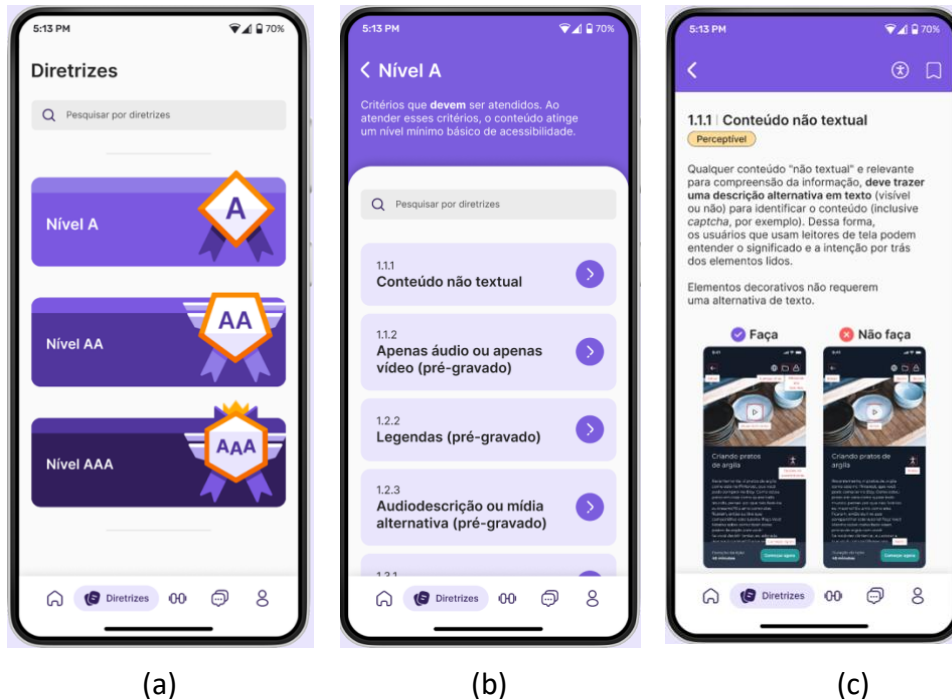 5:13 PM
70%
Diretrizes
Pesquisar por diretrizes
Nível A
A
Nível AA
AA
Nível AAA
AAA
Diretrizes
(a)
5:13 PM
70%
Nível A
Critérios que devem ser atendidos. Ao
atender esses critérios, o conteúdo atinge
um nível mínimo básico de acessibilidade.
Pesquisar por diretrizes
1.1.1
Conteúdo não textual
1.1.2
Apenas áudio ou apenas
vídeo (pré-gravado)
1.2.2
Legendas (pré-gravado)
1.2.3
Audiodescrição ou mídia
alternativa (pré-gravado)
1.3.1
Diretrizes
(b)
5:13 PM
70%
1.1.1 | Conteúdo não textual
Perceptível
Qualquer conteúdo "não textual" e relevante
para compreensão da informação, deve trazer
uma descrição alternativa em texto (visível
ou não) para identificar o conteúdo (inclusive
captcha, por exemplo). Dessa forma,
os usuários que usam leitores de tela podem
entender o significado e a intenção por trás
dos elementos lidos.
Elementos decorativos não requerem
uma alternativa de texto.
Faça
Não faça
Criando pratos
de argila
Começar agora
Criando pratos de
argila
Começar agora
Diretrizes
(c)